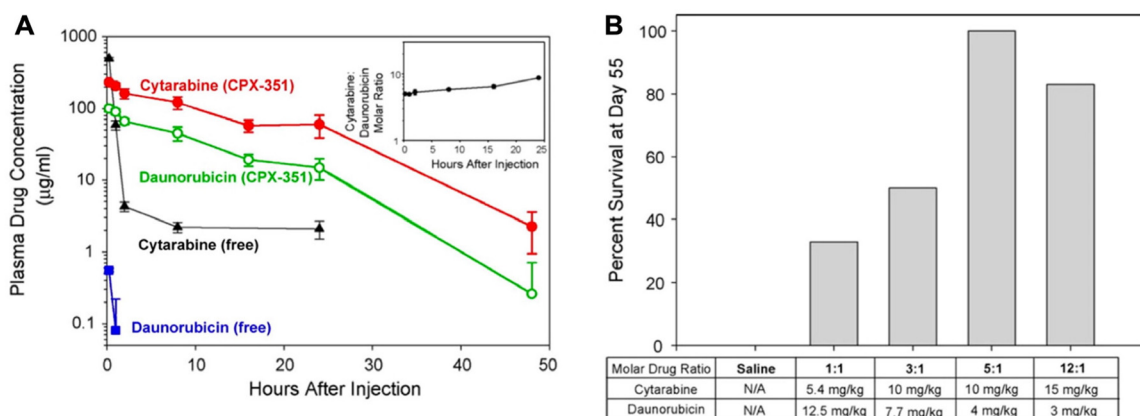 A
1000
100
10
1
0.1
Plasma Drug Concentration
(µg/ml)
0
10
20
30
40
50
Hours After Injection
Cytarabine (CPX-351)
Daunorubicin (CPX-351)
Cytarabine (free)
Daunorubicin (free)
Cytarabine:
Daunorubicin
Molar Ratio
10
1
0
5
10
15
20
25
Hours After Injection
B
Percent Survival at Day 55
100
80
60
40
20
0
Molar Drug Ratio Saline 1:1 3:1 5:1 12:1
Cytarabine N/A 5.4 mg/kg 10 mg/kg 10 mg/kg 15 mg/kg
Daunorubicin N/A 12.5 mg/kg 7.7 mg/kg 4 mg/kg 3 mg/kg